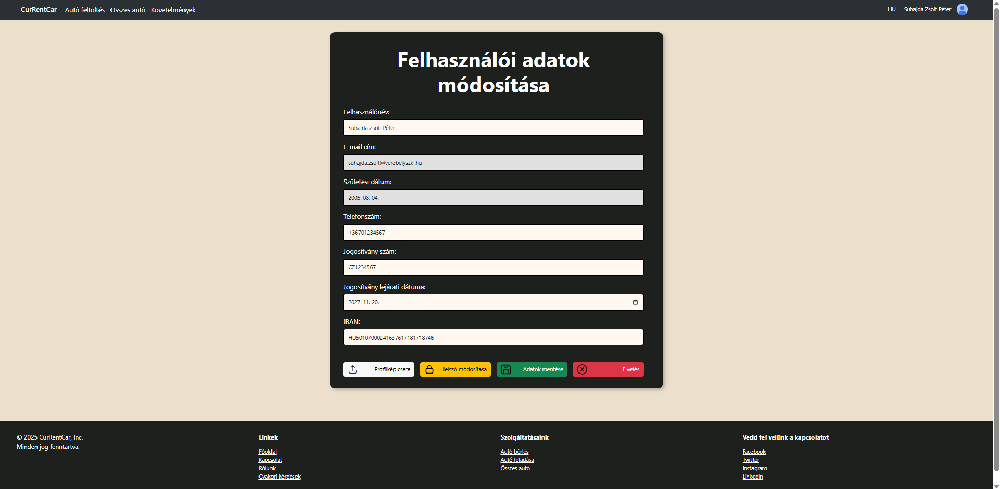 CurRentCar Autó feltöltés Összes autó Követelmények HU Suhajda Zsolt Péter
Felhasználói adatok
módosítása
Felhasználónév:
Suhajda Zsolt Péter
E-mail cím:
suhajda.zsolt@verebelyszki.hu
Születési dátum:
2005. 08. 04.
Telefonszám:
+36701234567
Jogosítvány szám:
CZ1234567
Jogosítvány lejárati dátuma:
2027. 11. 20.
IBAN:
HU50107000241637617181718746
Profilkép csere Jelszó módosítása Adatok mentése Elvetés
© 2025 CurRentCar, Inc.
Minden jog fenntartva.
Linkek
Főoldal
Kapcsolat
Rólunk
Gyakori kérdések
Szolgáltatásaink
Autó bérlés
Autó feladása
Összes autó
Vedd fel velünk a kapcsolatot
Facebook
Twitter
Instagram
LinkedIn